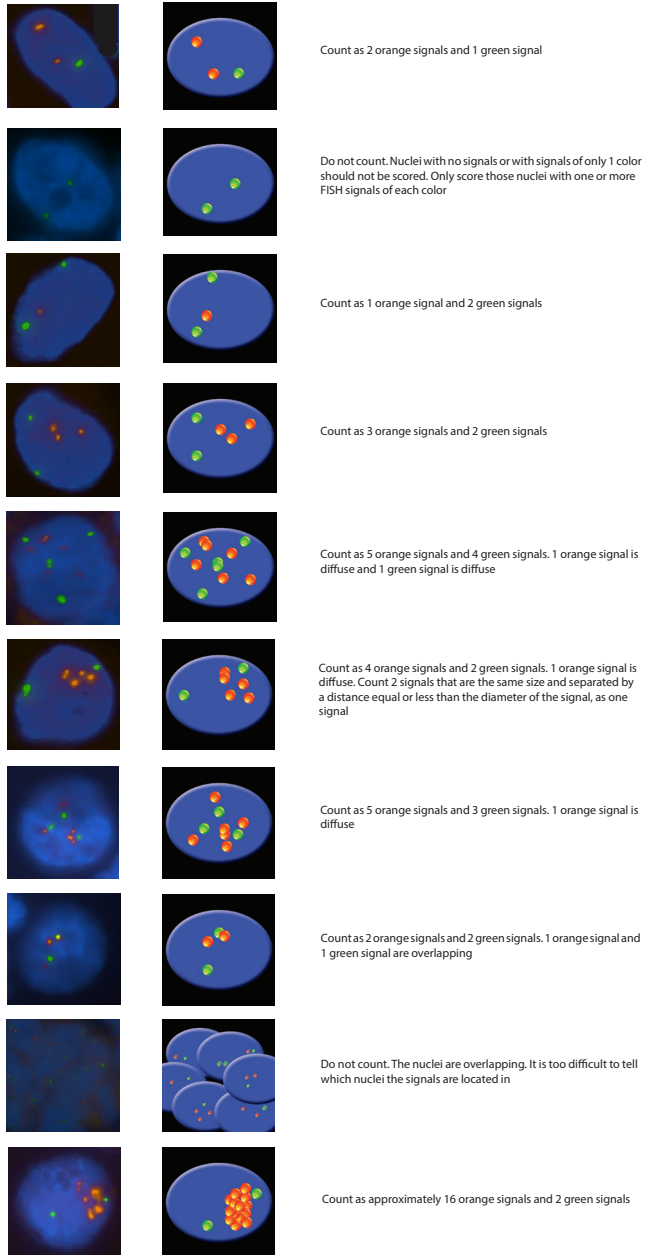 Count as 2 orange signals and 1 green signal
Do not count. Nuclei with no signals or with signals of only 1 color
should not be scored. Only score those nuclei with one or more
FISH signals of each color
Count as 1 orange signal and 2 green signals
Count as 3 orange signals and 2 green signals
Count as 5 orange signals and 4 green signals. 1 orange signal is
diffuse and 1 green signal is diffuse
Count as 4 orange signals and 2 green signals. 1 orange signal is
diffuse. Count 2 signals that are the same size and separated by
a distance equal or less than the diameter of the signal, as one
signal
Count as 5 orange signals and 3 green signals. 1 orange signal is
diffuse
Count as 2 orange signals and 2 green signals. 1 orange signal and
1 green signal are overlapping
Do not count. The nuclei are overlapping. It is too difficult to tell
which nuclei the signals are located in
Count as approximately 16 orange signals and 2 green signals